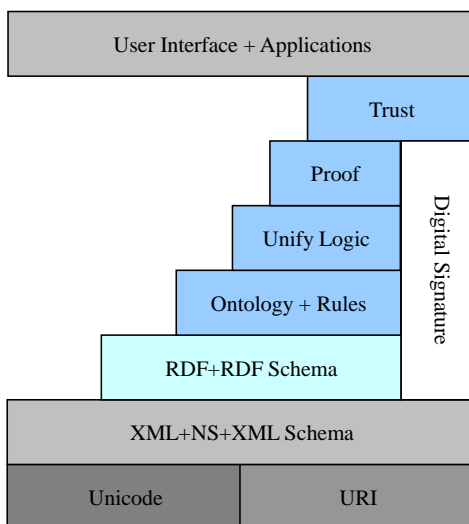 User Interface + Applications
Trust
Proof
Digital Signature
Unify Logic
Ontology + Rules
RDF+RDF Schema
XML+NS+XML Schema
Unicode
URI